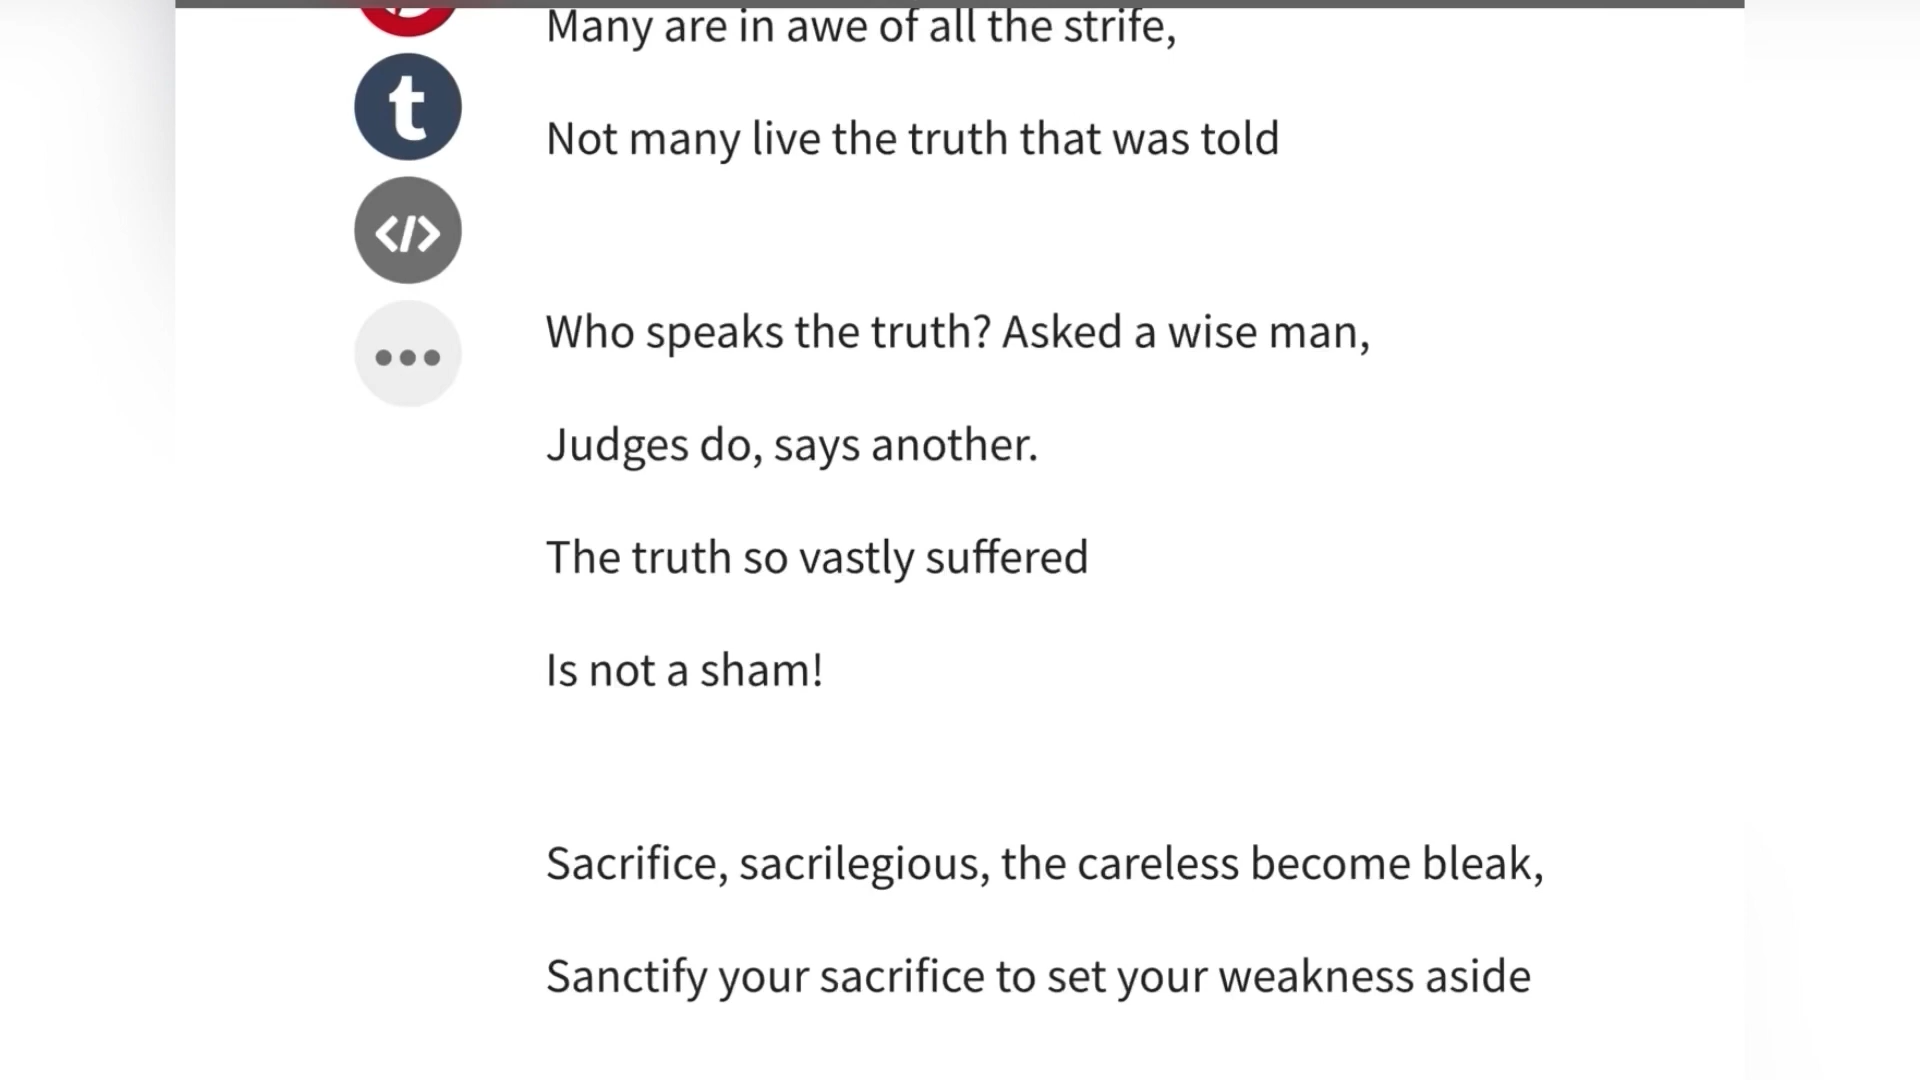 Many are in awe of all the strife,
Not many live the truth that was told
Who speaks the truth? Asked a wise man,
Judges do, says another.
The truth so vastly suffered
Is not a sham!
Sacrifice, sacrilegious, the careless become bleak,
Sanctify your sacrifice to set your weakness aside